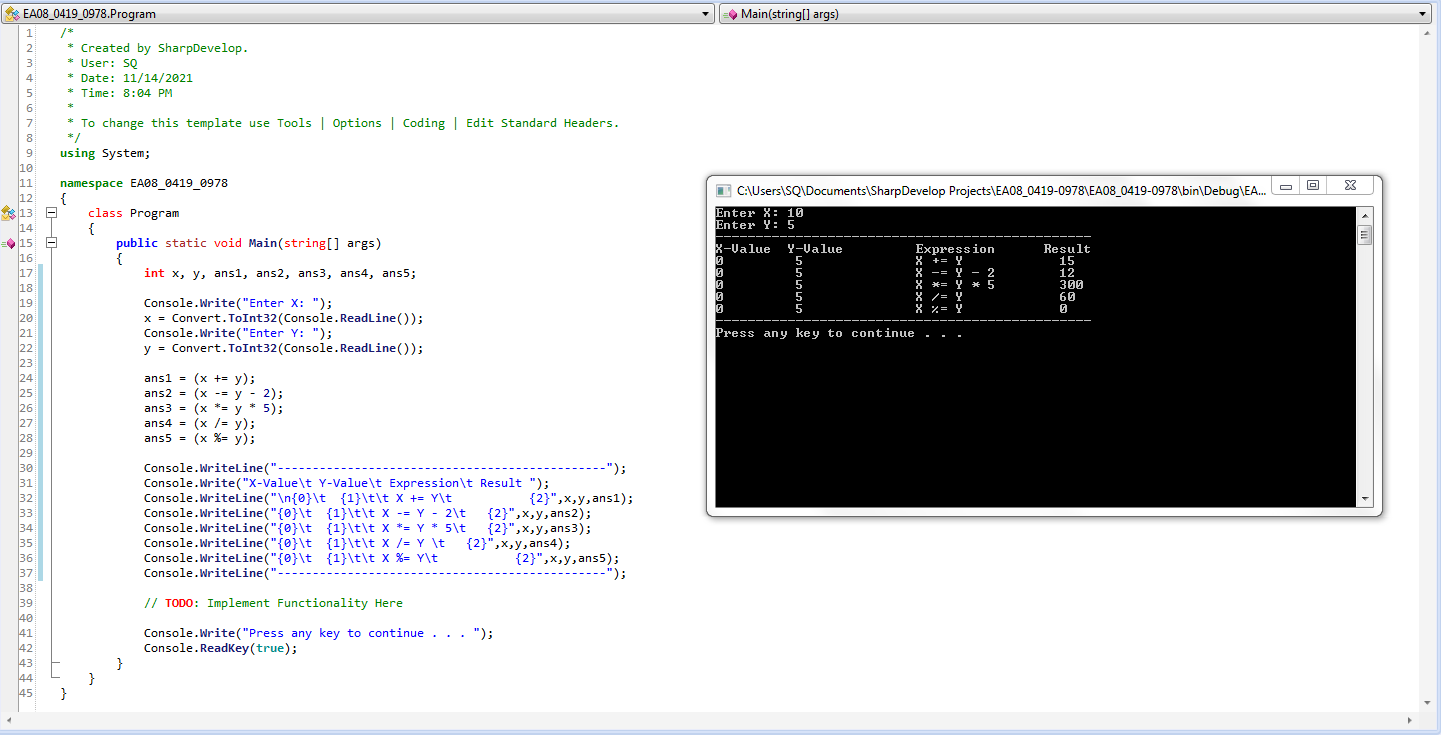 EA08_0419_0978.Program
Main(string[] args)
1 /*
2 * Created by SharpDevelop.
3 * User: SQ
4 * Date: 11/14/2021
5 * Time: 8:04 PM
6 *
7 * To change this template use Tools | Options | Coding | Edit Standard Headers.
8 */
9 using System;
10
11 namespace EA08_0419_0978
12 {
13 class Program
14 {
15 public static void Main(string[] args)
16 {
17 int x, y, ans1, ans2, ans3, ans4, ans5;
18
19 Console.Write("Enter X: ");
20 x = Convert.ToInt32(Console.ReadLine());
21 Console.Write("Enter Y: ");
22 y = Convert.ToInt32(Console.ReadLine());
23
24 ans1 = (x += y);
25 ans2 = (x -= y - 2);
26 ans3 = (x *= y * 5);
27 ans4 = (x /= y);
28 ans5 = (x %= y);
29
30 Console.WriteLine("-----------------------------------------------");
31 Console.Write("X-Value\t Y-Value\t Expression\t Result ");
32 Console.WriteLine("\n{0}\t  {1}\t\t X += Y\t           {2}",x,y,ans1);
33 Console.WriteLine("{0}\t  {1}\t\t X -= Y - 2\t   {2}",x,y,ans2);
34 Console.WriteLine("{0}\t  {1}\t\t X *= Y * 5\t   {2}",x,y,ans3);
35 Console.WriteLine("{0}\t  {1}\t\t X /= Y \t   {2}",x,y,ans4);
36 Console.WriteLine("{0}\t  {1}\t\t X %= Y\t           {2}",x,y,ans5);
37 Console.WriteLine("-----------------------------------------------");
38
39 // TODO: Implement Functionality Here
40
41 Console.Write("Press any key to continue . . . ");
42 Console.ReadKey(true);
43 }
44 }
45 }
C:\Users\SQ\Documents\SharpDevelop Projects\EA08_0419-0978\EA08_0419-0978\bin\Debug\EA...
Enter X: 10
Enter Y: 5
-----------------------------------------------
X-Value  Y-Value         Expression      Result
0         5              X += Y            15
0         5              X -= Y - 2        12
0         5              X *= Y * 5        300
0         5              X /= Y            60
0         5              X %= Y            0
-----------------------------------------------
Press any key to continue . . .